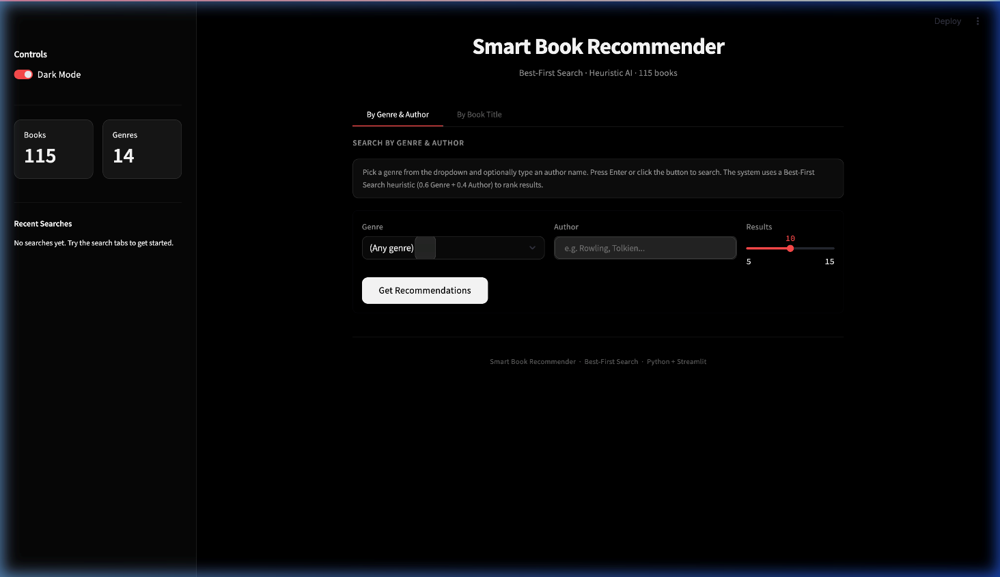 Deploy
Controls
Dark Mode
Books
115
Genres
14
Recent Searches
No searches yet. Try the search tabs to get started.
Smart Book Recommender
Best-First Search · Heuristic AI · 115 books
By Genre & Author
By Book Title
SEARCH BY GENRE & AUTHOR
Pick a genre from the dropdown and optionally type an author name. Press Enter or click the button to search. The system uses a Best-First
Search heuristic (0.6 Genre + 0.4 Author) to rank results.
Genre
(Any genre)
Author
e.g. Rowling, Tolkien...
Results
10
5
15
Get Recommendations
Smart Book Recommender · Best-First Search · Python + Streamlit